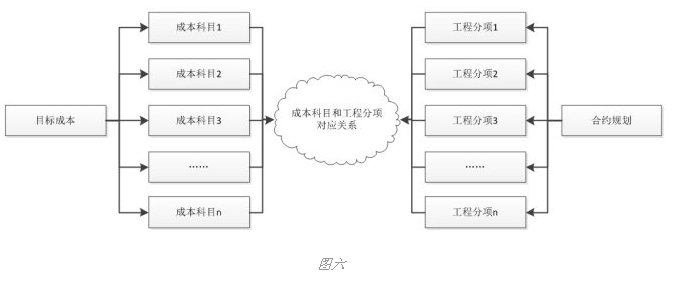 成本科目1
工程分项1
成本科目2
工程分项2
目标成本
成本科目3
成本科目和工程分项
对应关系
工程分项3
合约规划
……
……
成本科目n
工程分项n
图六